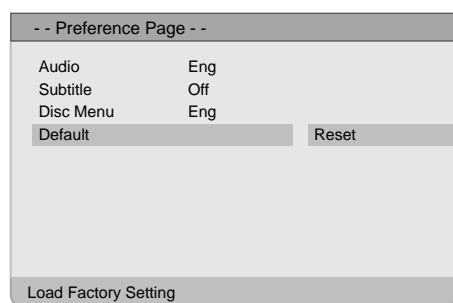 - - Preference Page - -
Audio Eng
Subtitle Off
Disc Menu Eng
Default Reset
Load Factory Setting